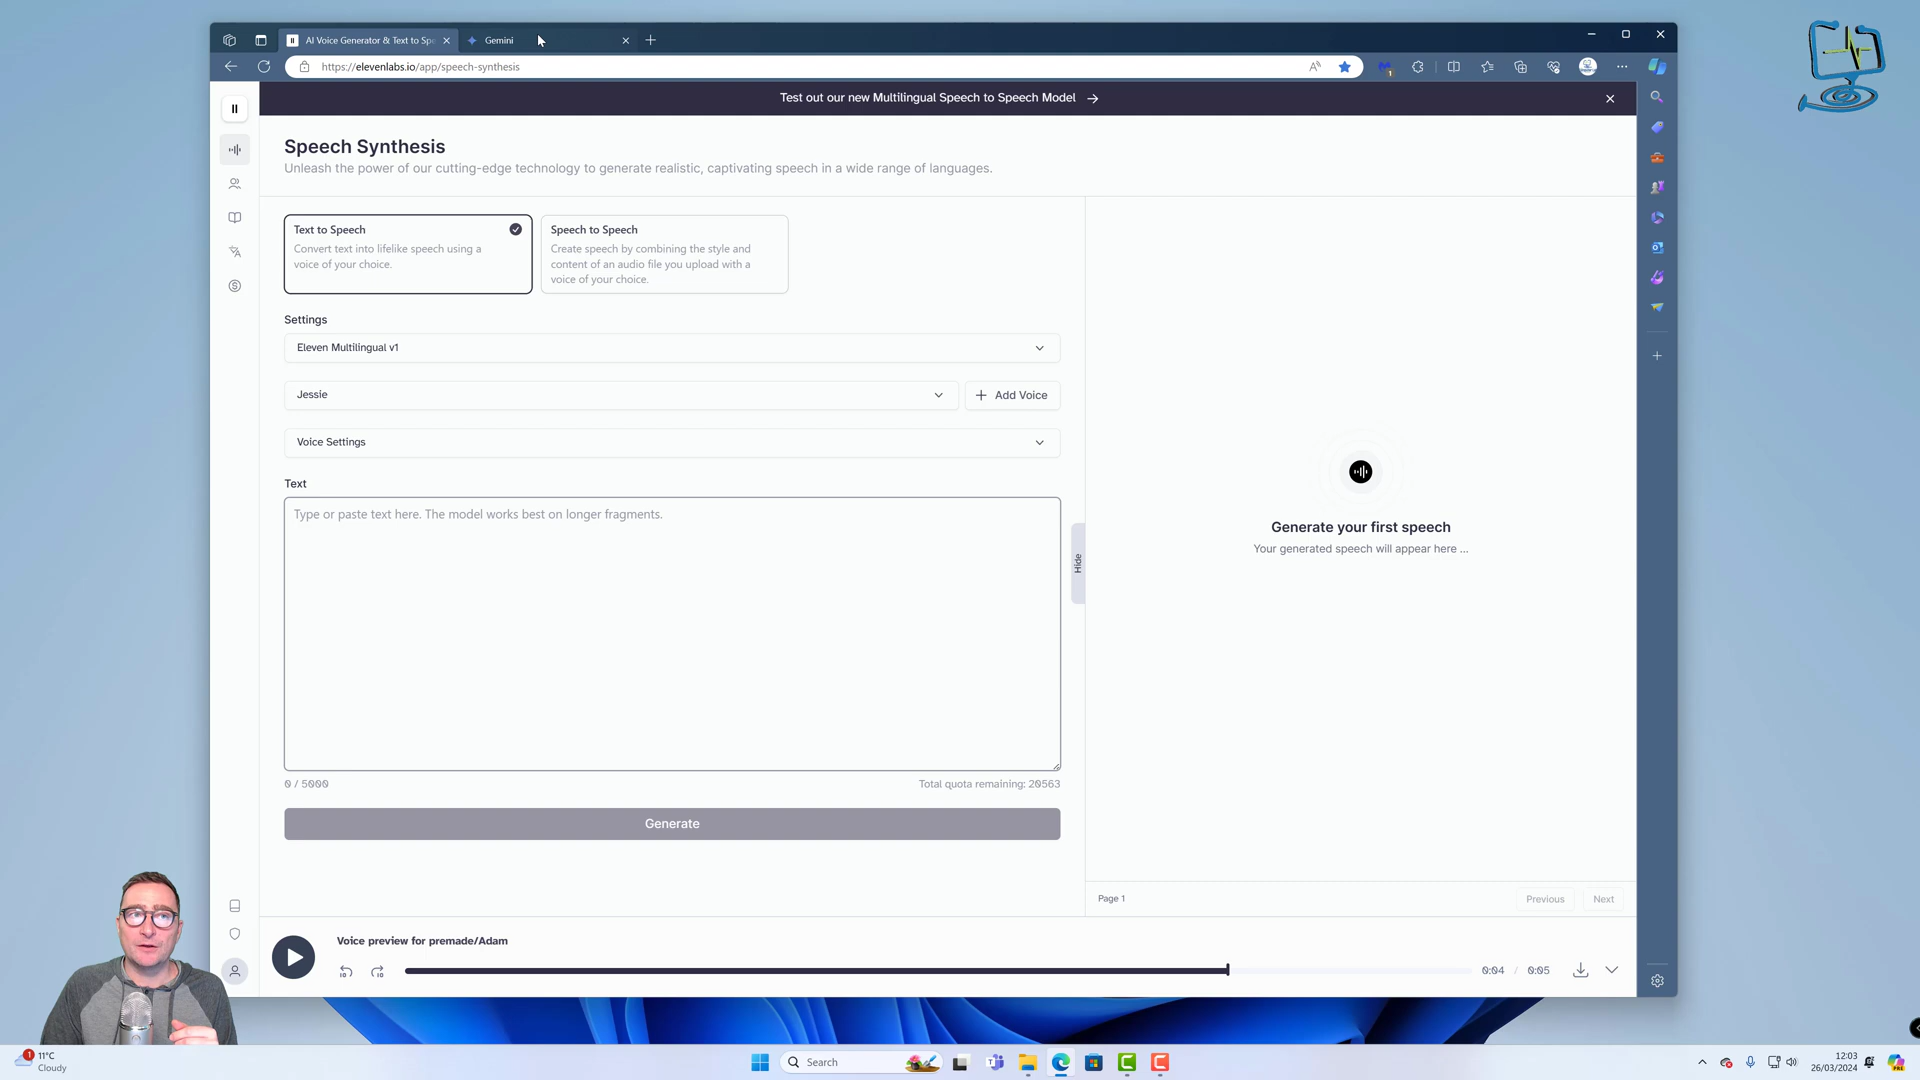 AI Voice Generator & Text to Spe
Gemini
https://elevenlabs.io/app/speech-synthesis
Test out our new Multilingual Speech to Speech Model →
Speech Synthesis
Unleash the power of our cutting-edge technology to generate realistic, captivating speech in a wide range of languages.
Text to Speech
Convert text into lifelike speech using a
voice of your choice.
Speech to Speech
Create speech by combining the style and
content of an audio file you upload with a
voice of your choice.
Settings
Eleven Multilingual v1
Jessie
+ Add Voice
Voice Settings
Text
Type or paste text here. The model works best on longer fragments.
Hide
Generate your first speech
Your generated speech will appear here ...
0 / 5000
Total quota remaining: 20563
Generate
Page 1
Previous
Next
Voice preview for premade/Adam
10
10
0:04 / 0:05
1
11°C
Cloudy
Search
12:03
26/03/2024
PRE